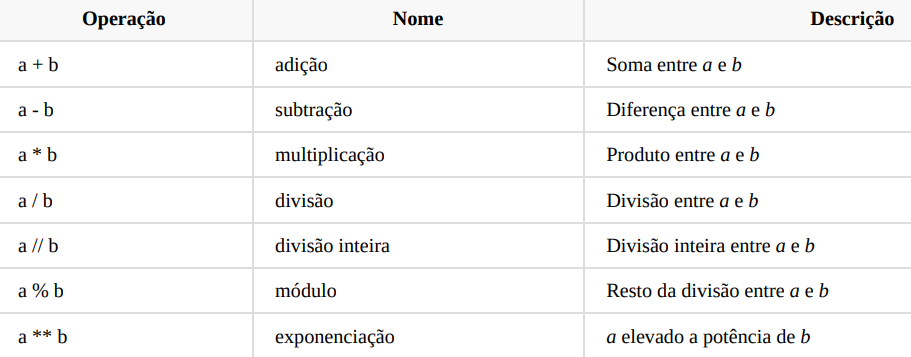 Operação Nome Descrição
a + b adição Soma entre a e b
a - b subtração Diferença entre a e b
a * b multiplicação Produto entre a e b
a / b divisão Divisão entre a e b
a // b divisão inteira Divisão inteira entre a e b
a % b módulo Resto da divisão entre a e b
a ** b exponenciação a elevado a potência de b